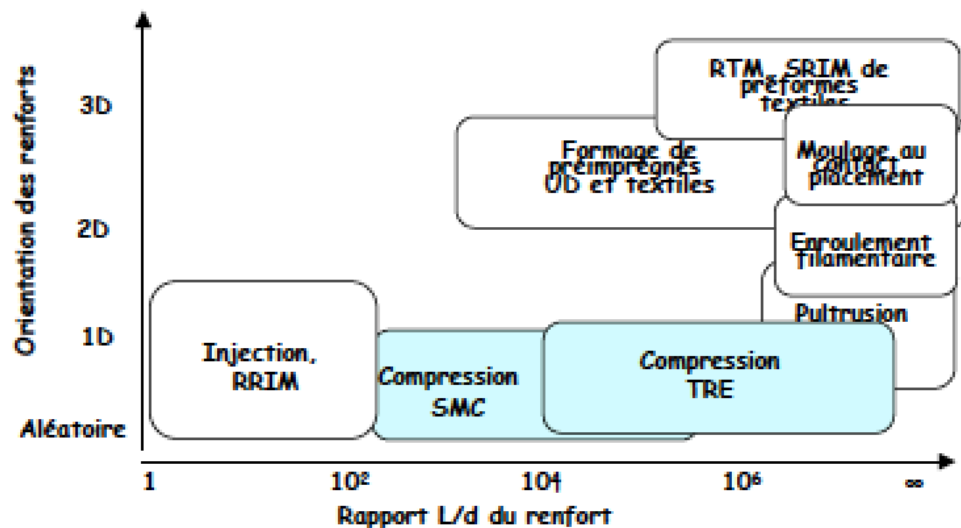 Orientation des renforts
3D
2D
1D
Aléatoire
RTM, SRIM de
préformes
textiles
Formage de
préimprégnés
UD et textiles
Moulage au
contact,
placement
Enroulement
filamentaire
Pultrusion
Injection,
RRIM
Compression
SMC
Compression
TRE
1
10²
10⁴
10⁶
∞
Rapport L/d du renfort